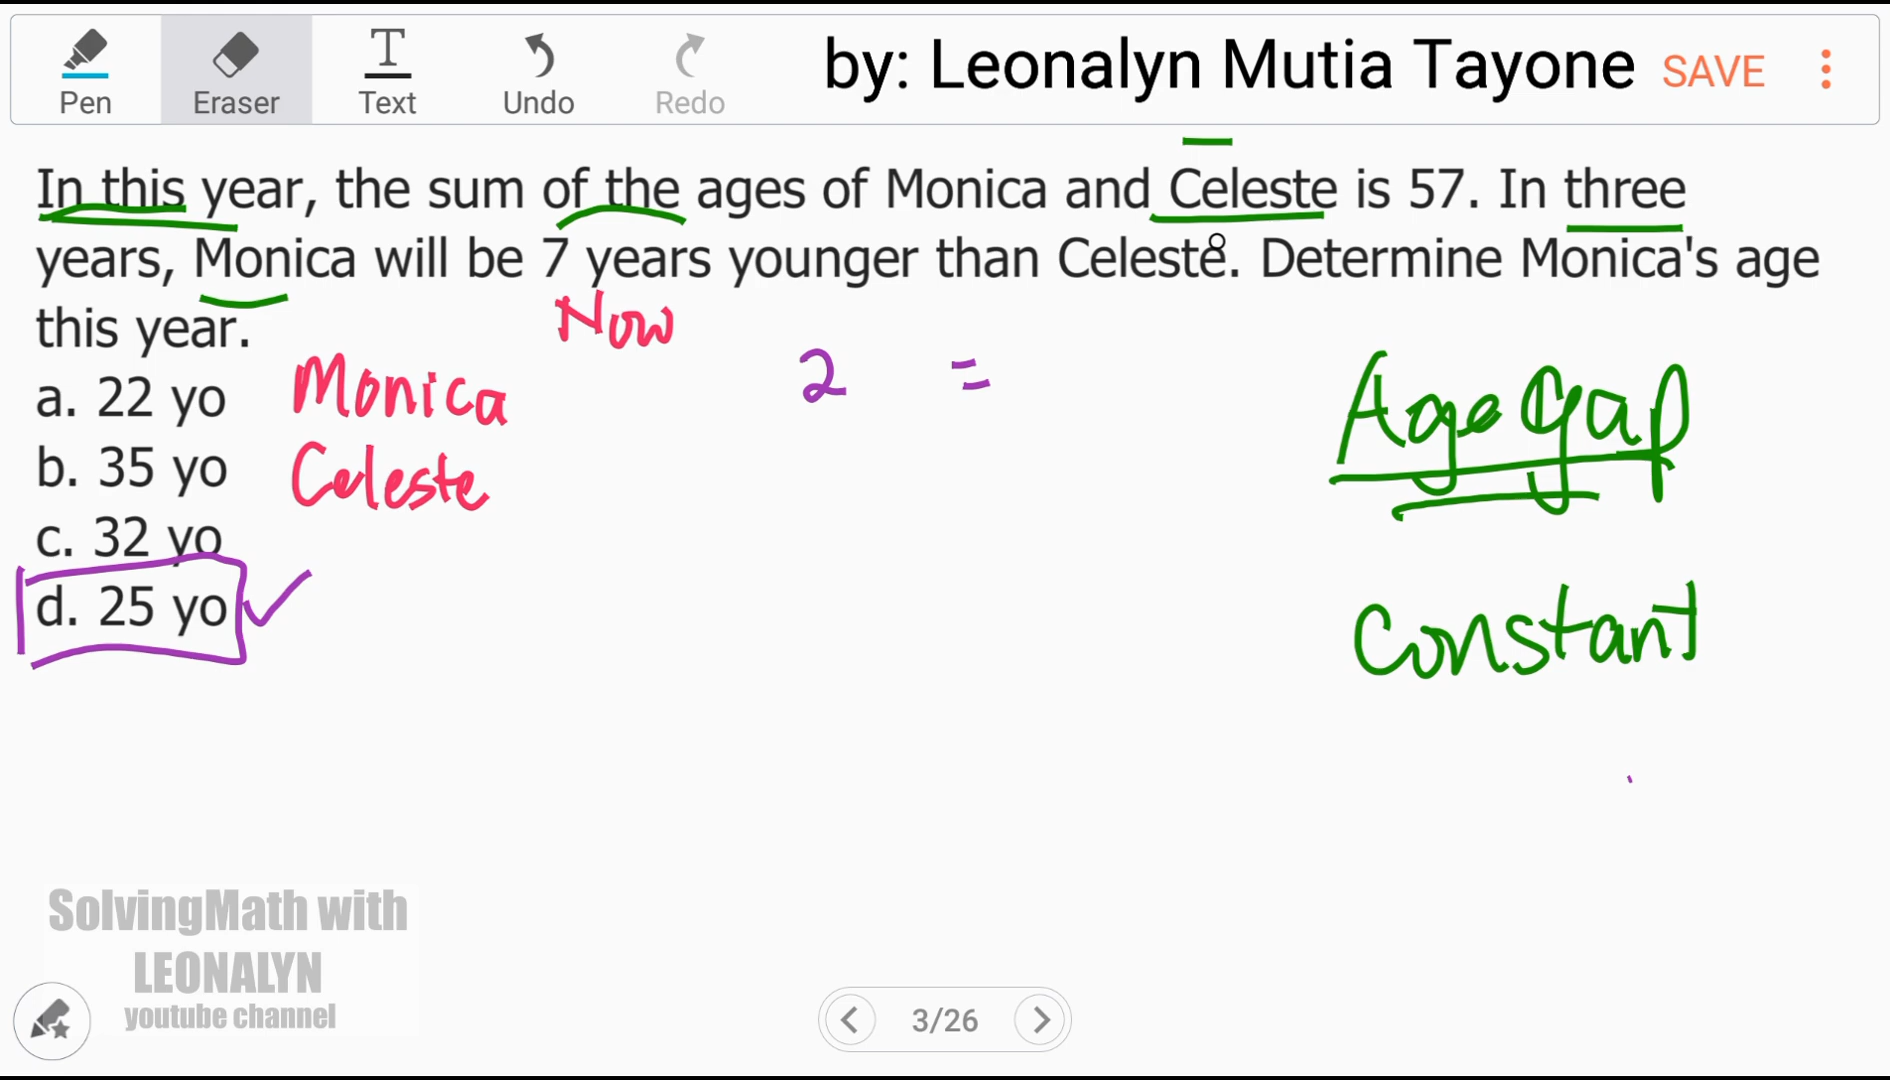 Pen
Eraser
Text
Undo
Redo
by: Leonalyn Mutia Tayone
SAVE
In this year, the sum of the ages of Monica and Celeste is 57. In three
years, Monica will be 7 years younger than Celeste. Determine Monica's age
this year.
Now
a. 22 yo
Monica
2 =
Age gap
b. 35 yo
Celeste
c. 32 yo
d. 25 yo
Constant
SolvingMath with
LEONALYN
youtube channel
3/26